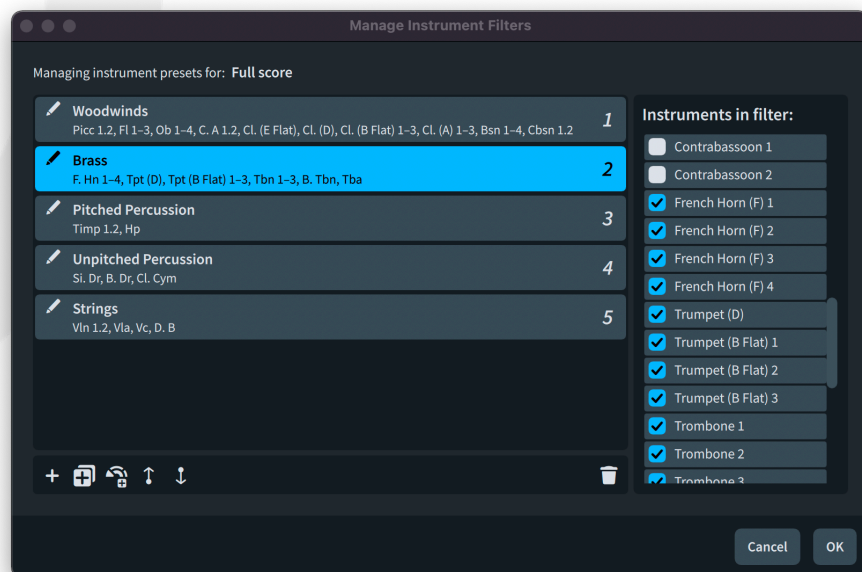 Manage Instrument Filters
Managing instrument presets for: Full score
Woodwinds
Picc 1.2, Fl 1–3, Ob 1–4, C. A 1.2, Cl. (E Flat), Cl. (D), Cl. (B Flat) 1–3, Cl. (A) 1–3, Bsn 1–4, Cbsn 1.2
1
Brass
F. Hn 1–4, Tpt (D), Tpt (B Flat) 1–3, Tbn 1–3, B. Tbn, Tba
2
Pitched Percussion
Timp 1.2, Hp
3
Unpitched Percussion
Si. Dr, B. Dr, Cl. Cym
4
Strings
Vln 1.2, Vla, Vc, D. B
5
Instruments in filter:
Contrabassoon 1
Contrabassoon 2
French Horn (F) 1
French Horn (F) 2
French Horn (F) 3
French Horn (F) 4
Trumpet (D)
Trumpet (B Flat) 1
Trumpet (B Flat) 2
Trumpet (B Flat) 3
Trombone 1
Trombone 2
Trombone 3
Cancel
OK